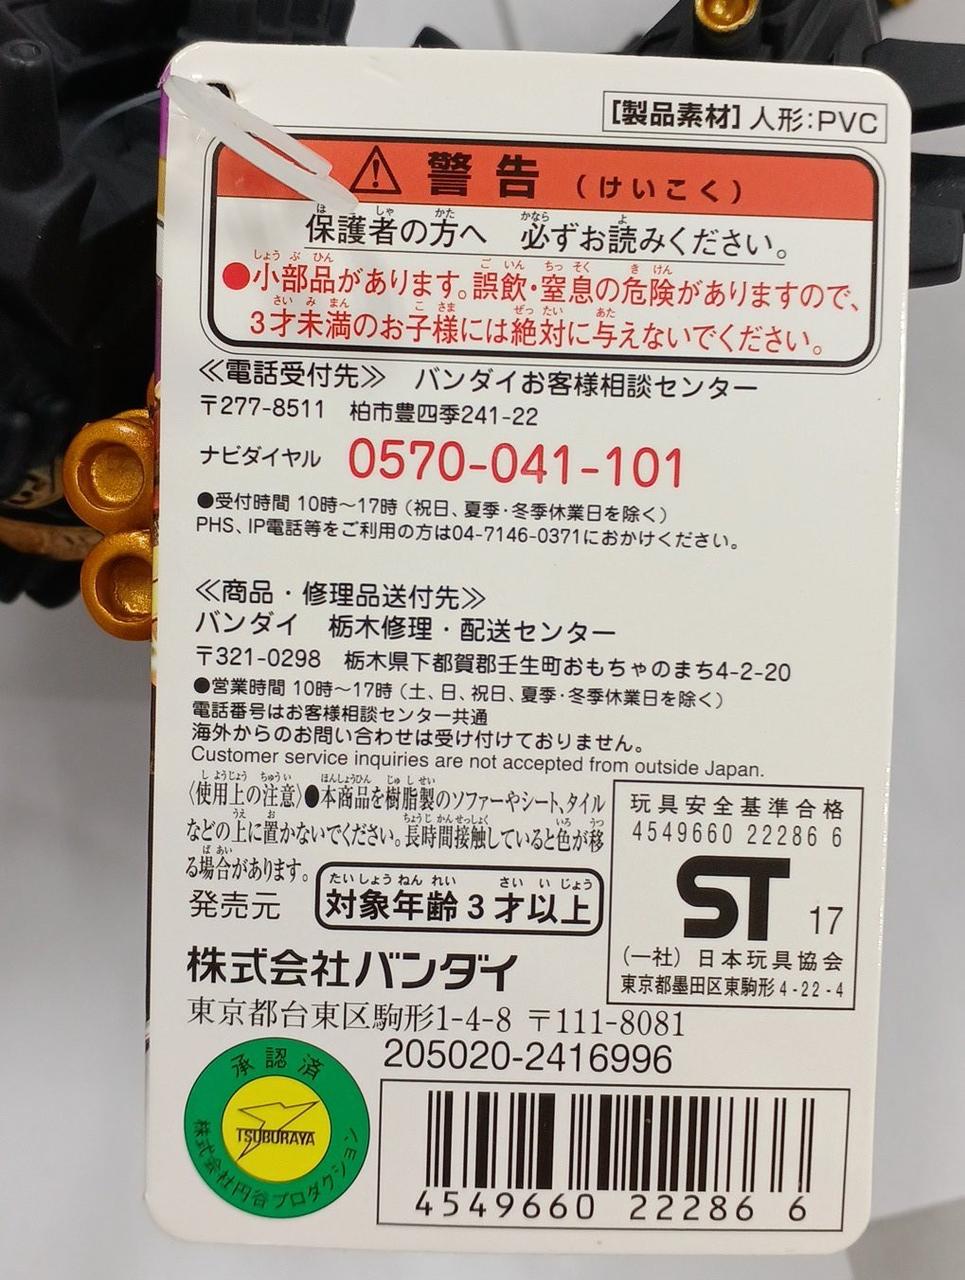 [製品素材] 人形:PVC
警告 (けいこく)
保護者の方へ 必ずお読みください。
●小部品があります。誤飲・窒息の危険がありますので、
3才未満のお子様には絶対に与えないでください。
≪電話受付先≫ バンダイお客様相談センター
〒277-8511 柏市豊四季241-22
ナビダイヤル 0570-041-101
●受付時間 10時～17時 (祝日、夏季・冬季休業日を除く)
PHS、IP電話等をご利用の方は04-7146-0371におかけください。
≪商品・修理品送付先≫
バンダイ 栃木修理・配送センター
〒321-0298 栃木県下都賀郡壬生町おもちゃのまち4-2-20
●営業時間 10時～17時 (土、日、祝日、夏季・冬季休業日を除く)
電話番号はお客様相談センター共通
海外からのお問い合わせは受け付けておりません。
Customer service inquiries are not accepted from outside Japan.
〈使用上の注意〉●本商品を樹脂製のソファーやシート、タイル
などの上に置かないでください。長時間接触していると色が移
る場合があります。
対象年齢3才以上
玩具安全基準合格
4549660 22286 6
ST 17
(一社) 日本玩具協会
東京都墨田区東駒形4-22-4
発売元
株式会社バンダイ
東京都台東区駒形1-4-8 〒111-8081
205020-2416996
承認済
TSUBURAYA
株式会社円谷プロダクション
4549660 22286 6